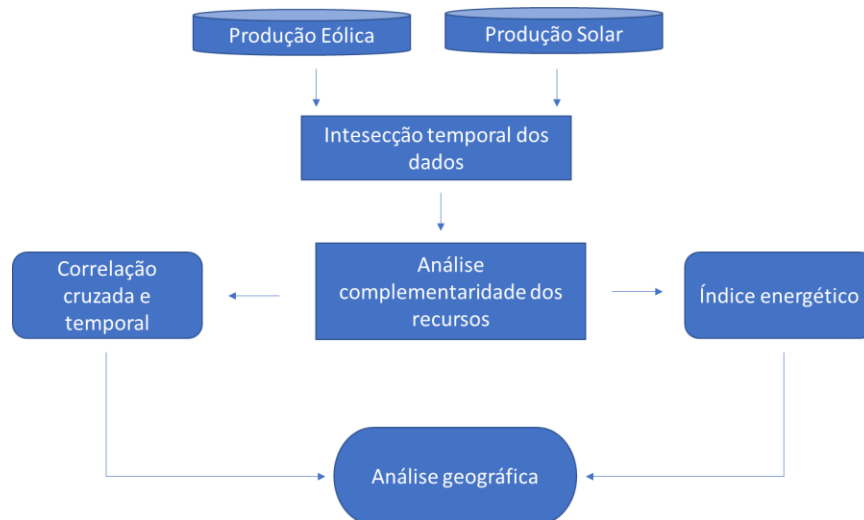 Produção Eólica
Produção Solar
Intesecção temporal dos
dados
Análise
complementaridade dos
recursos
Correlação
cruzada e
temporal
Índice energético
Análise geográfica